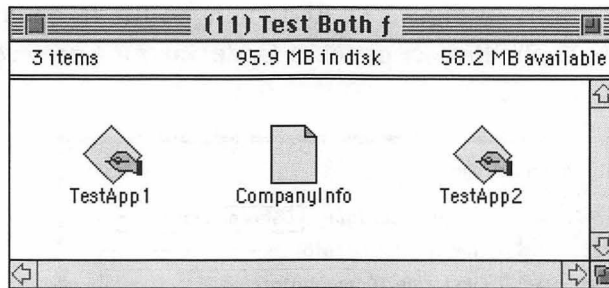 (11) Test Both ƒ
3 items 95.9 MB in disk 58.2 MB available
TestApp1 CompanyInfo TestApp2